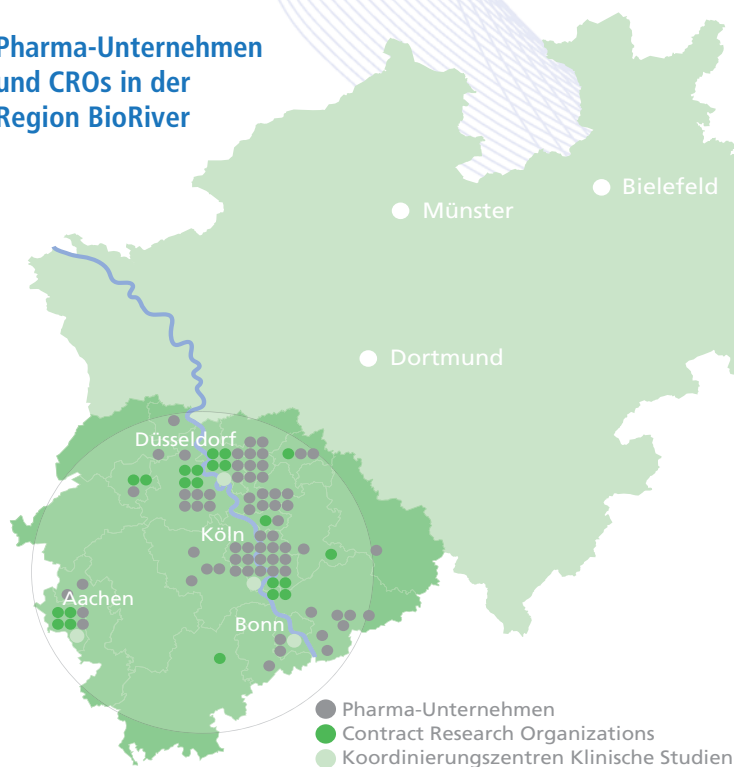 Pharma-Unternehmen
und CROs in der
Region BioRiver
Bielefeld
Münster
Dortmund
Düsseldorf
Köln
Aachen
Bonn
Pharma-Unternehmen
Contract Research Organizations
Koordinierungszentren Klinische Studien